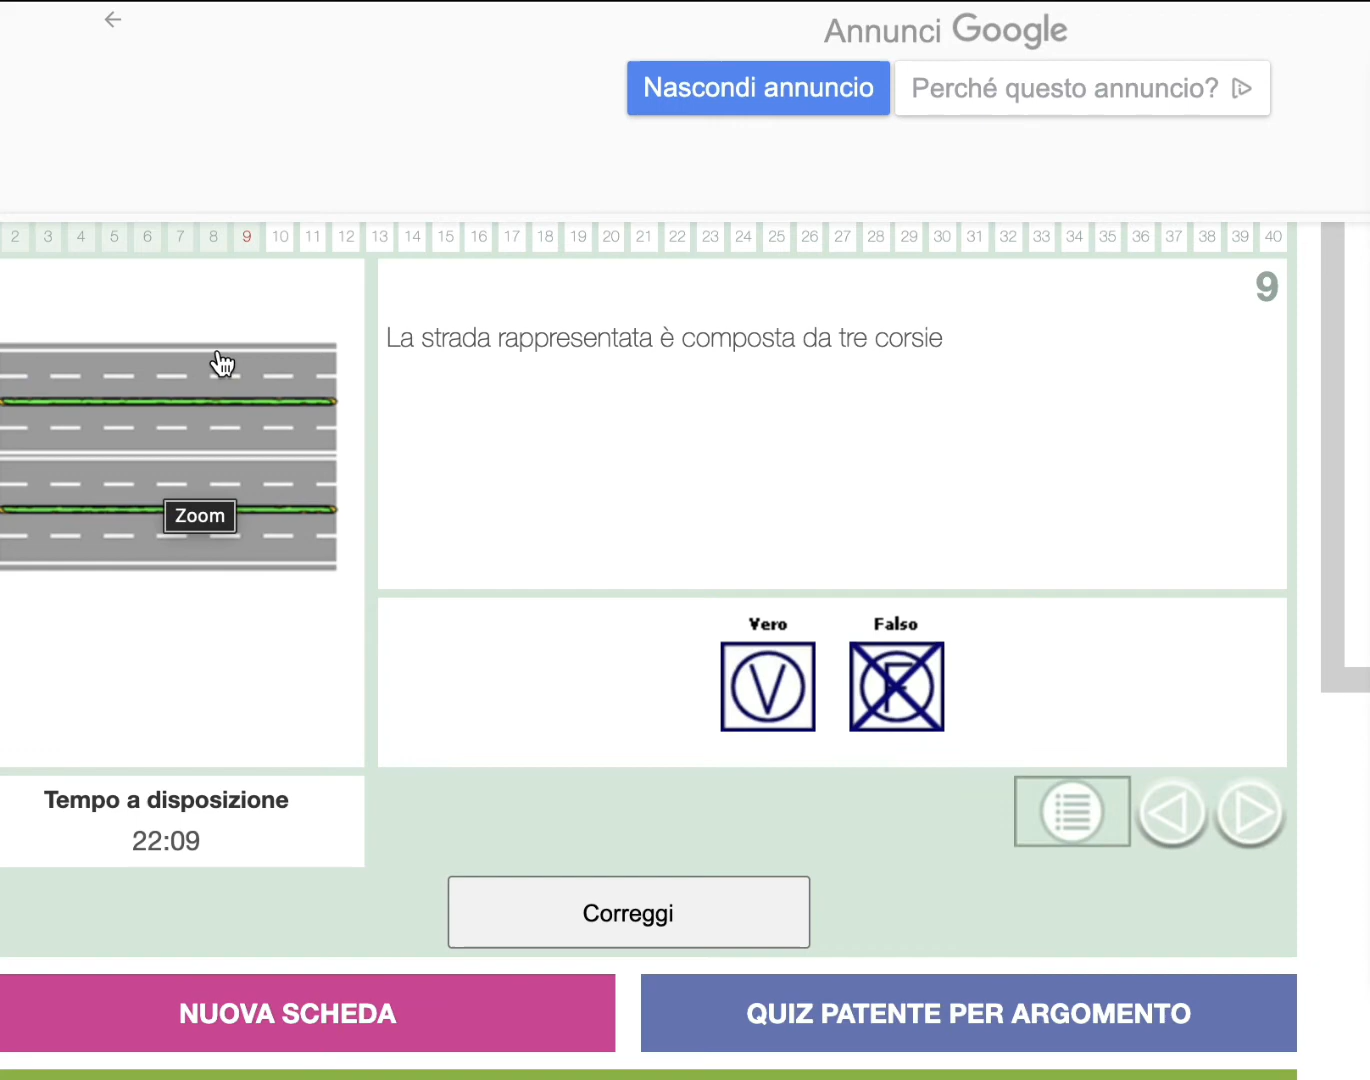 Annunci Google
Nascondi annuncio
Perché questo annuncio?
2 3 4 5 6 7 8 9 10 11 12 13 14 15 16 17 18 19 20 21 22 23 24 25 26 27 28 29 30 31 32 33 34 35 36 37 38 39 40
9
La strada rappresentata è composta da tre corsie
Zoom
Vero Falso
V F
Tempo a disposizione
22:09
Correggi
NUOVA SCHEDA
QUIZ PATENTE PER ARGOMENTO